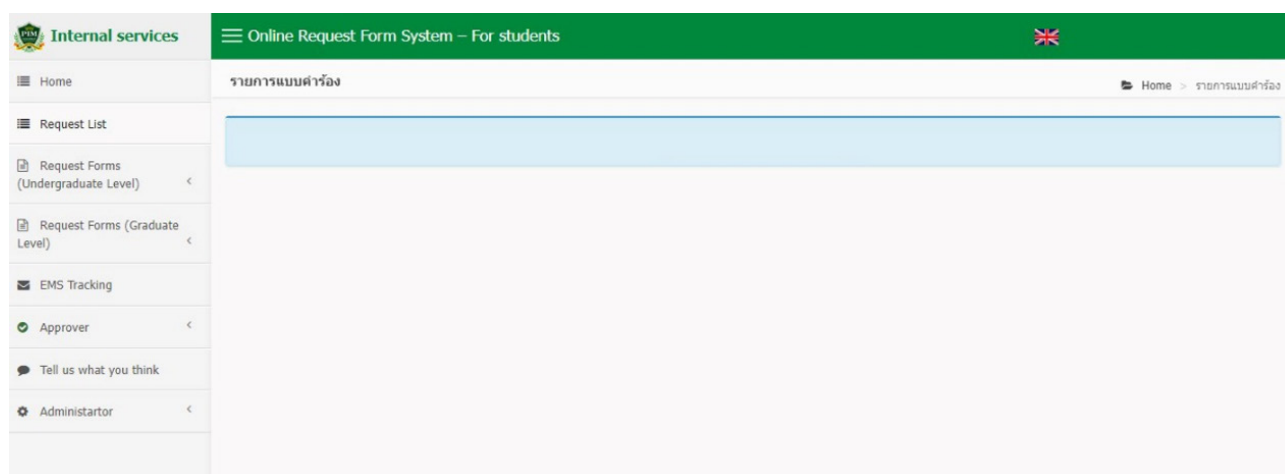 PIM
Internal services
Online Request Form System – For students
Home
Request List
Request Forms
(Undergraduate Level)
Request Forms (Graduate
Level)
EMS Tracking
Approver
Tell us what you think
Administartor
รายการแบบคำร้อง
Home > รายการแบบคำร้อง